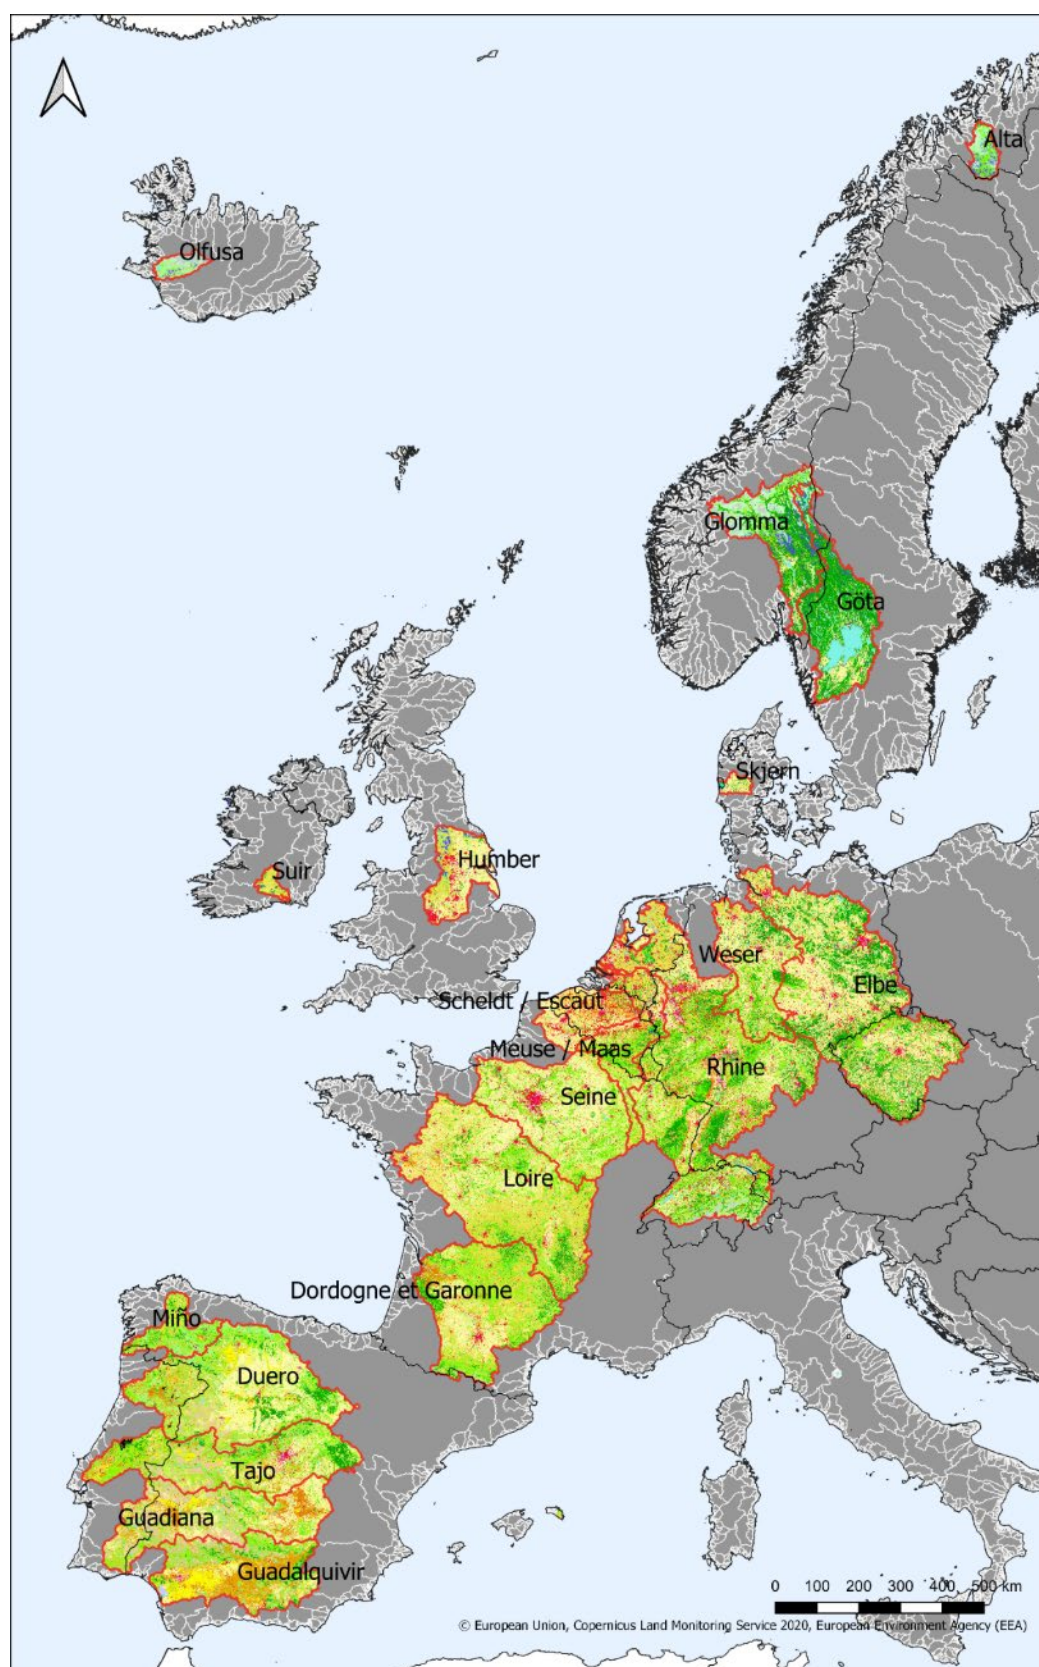 Alta
Olfusa
Glomma
Göta
Skjern
Humber
Suir
Weser
Elbe
Scheldt / Escaut
Meuse / Maas
Rhine
Seine
Loire
Dordogne et Garonne
Miño
Duero
Tajo
Guadiana
Guadalquivir
0 100 200 300 400 500 km
© European Union, Copernicus Land Monitoring Service 2020, European Environment Agency (EEA)